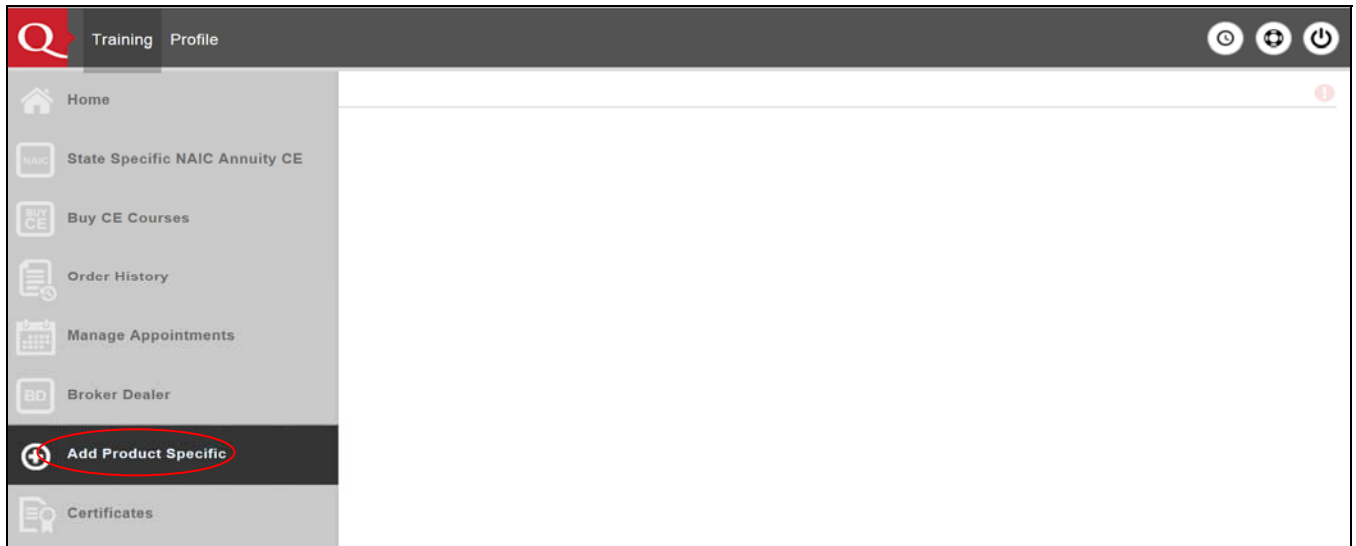 Q Training Profile
Home
NAIC State Specific NAIC Annuity CE
BUY CE Buy CE Courses
Order History
Manage Appointments
BD Broker Dealer
Add Product Specific
Certificates